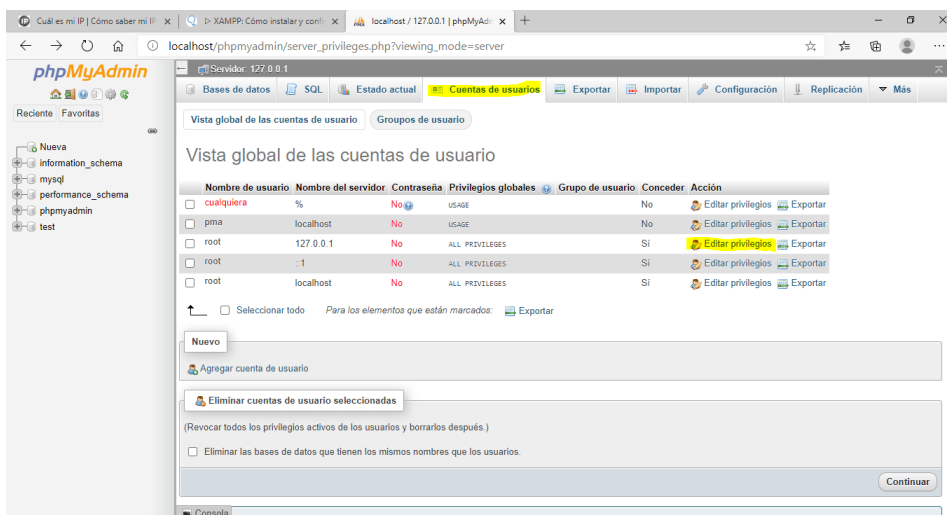 Cuál es mi IP | Cómo saber mi IP
▷ XAMPP: Cómo instalar y confi
localhost / 127.0.0.1 | phpMyAdm
localhost/phpmyadmin/server_privileges.php?viewing_mode=server
phpMyAdmin
Reciente Favoritas
Nueva
information_schema
mysql
performance_schema
phpmyadmin
test
Servidor: 127.0.0.1
Bases de datos SQL Estado actual Cuentas de usuarios Exportar Importar Configuración Replicación Más
Vista global de las cuentas de usuario Groupos de usuario
Vista global de las cuentas de usuario
Nombre de usuario Nombre del servidor Contraseña Privilegios globales Grupo de usuario Conceder Acción
cualquiera % No USAGE No Editar privilegios Exportar
pma localhost No USAGE No Editar privilegios Exportar
root 127.0.0.1 No ALL PRIVILEGES Sí Editar privilegios Exportar
root ::1 No ALL PRIVILEGES Sí Editar privilegios Exportar
root localhost No ALL PRIVILEGES Sí Editar privilegios Exportar
Seleccionar todo Para los elementos que están marcados: Exportar
Nuevo
Agregar cuenta de usuario
Eliminar cuentas de usuario seleccionadas
(Revocar todos los privilegios activos de los usuarios y borrarlos después.)
Eliminar las bases de datos que tienen los mismos nombres que los usuarios.
Continuar
Consola